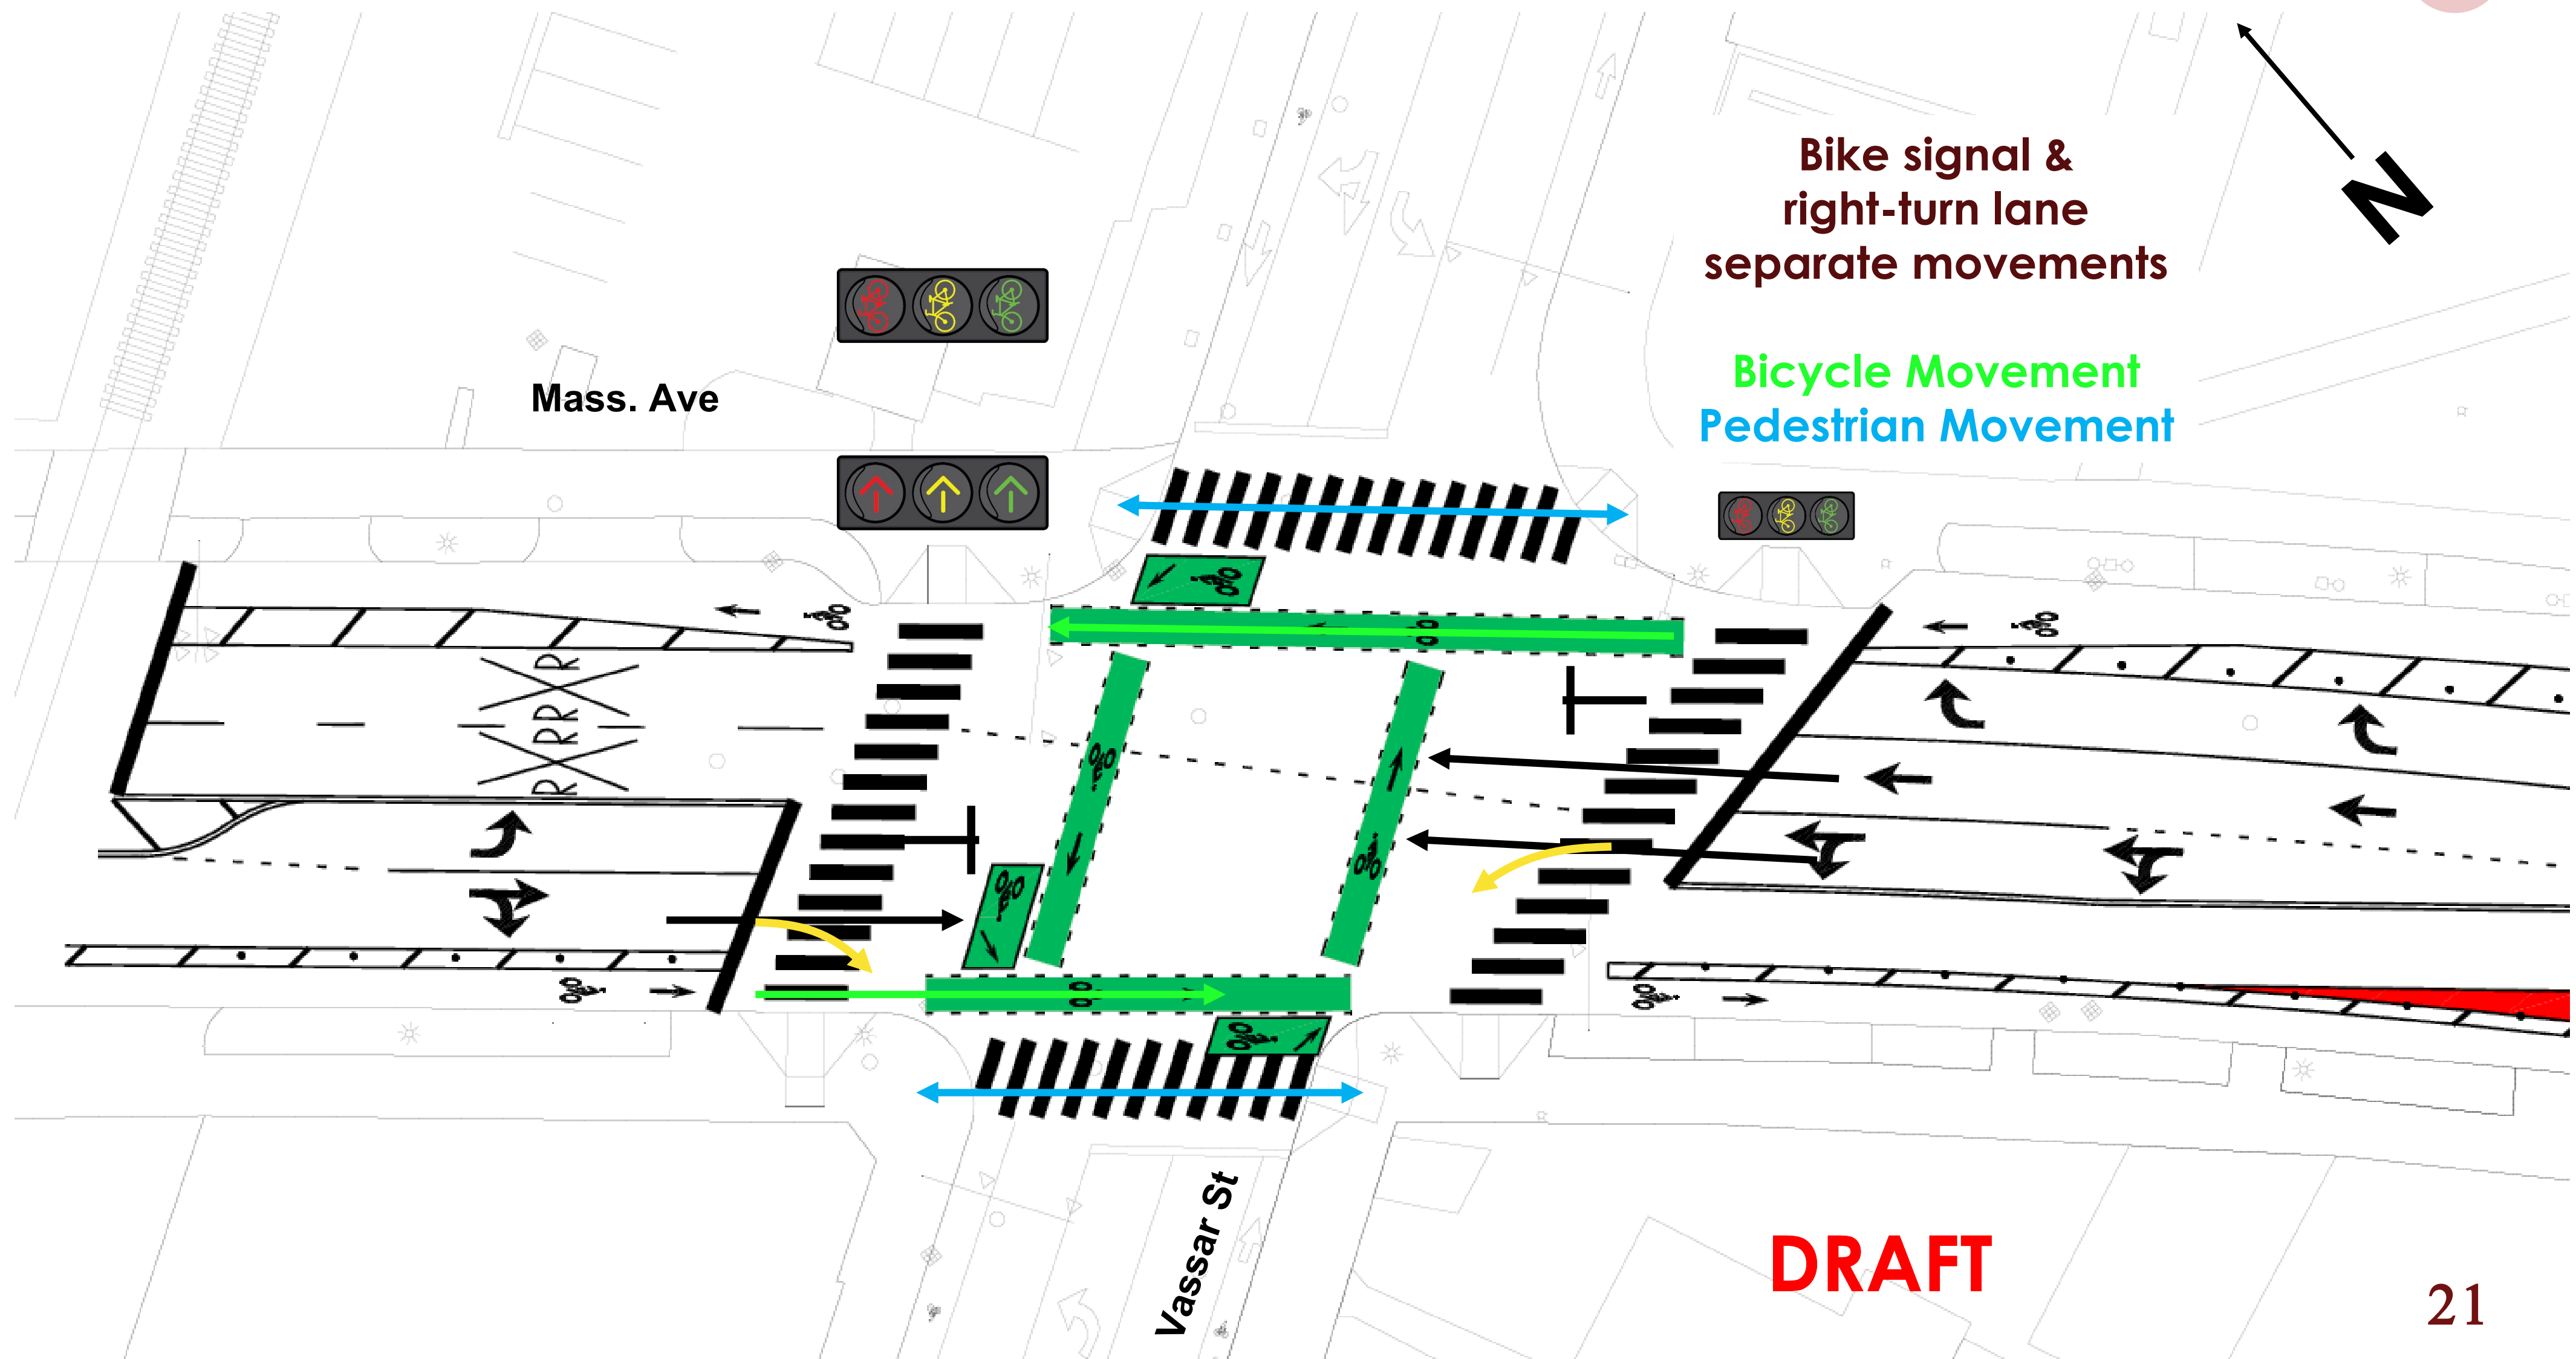 N
Bike signal &
right-turn lane
separate movements
Bicycle Movement
Pedestrian Movement
Mass. Ave
R
R R
R
Vassar St
DRAFT
21